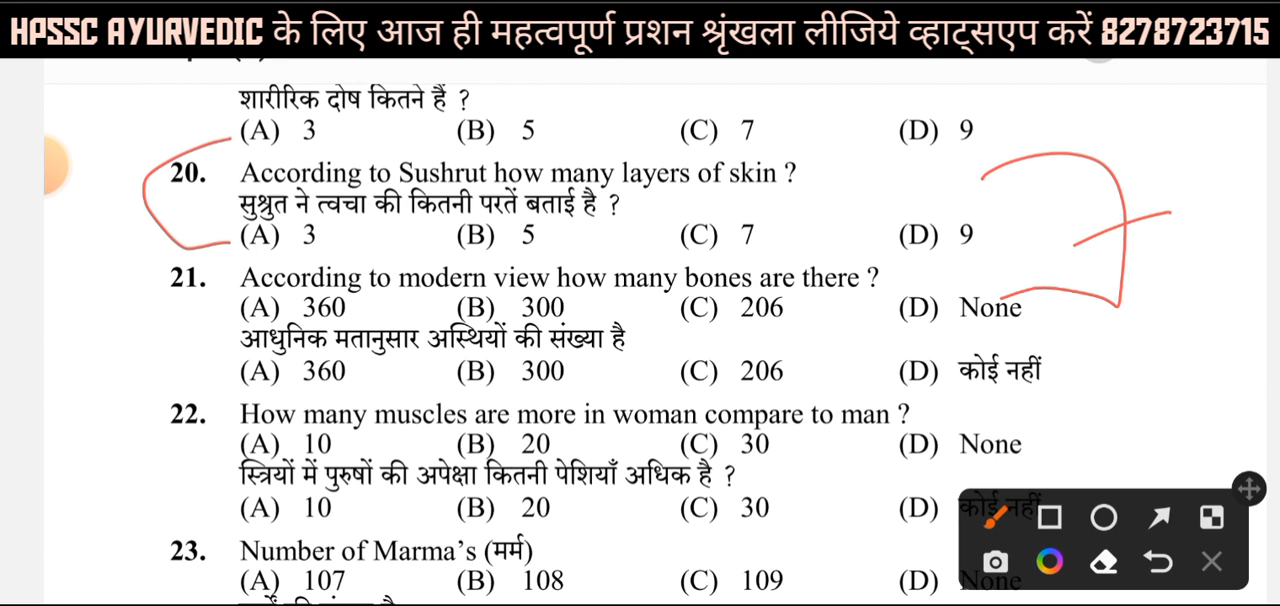 HPSSC AYURVEDIC के लिए आज ही महत्वपूर्ण प्रशन श्रृंखला लीजिये व्हाट्सएप करें 8278723715
शारीरिक दोष कितने हैं ?
(A) 3 (B) 5 (C) 7 (D) 9
20. According to Sushrut how many layers of skin ?
सुश्रुत ने त्वचा की कितनी परतें बताई है ?
(A) 3 (B) 5 (C) 7 (D) 9
21. According to modern view how many bones are there ?
(A) 360 (B) 300 (C) 206 (D) None
आधुनिक मतानुसार अस्थियों की संख्या है
(A) 360 (B) 300 (C) 206 (D) कोई नहीं
22. How many muscles are more in woman compare to man ?
(A) 10 (B) 20 (C) 30 (D) None
स्त्रियों में पुरुषों की अपेक्षा कितनी पेशियाँ अधिक है ?
(A) 10 (B) 20 (C) 30 (D) कोई नहीं
23. Number of Marma's (मर्म)
(A) 107 (B) 108 (C) 109 (D) None